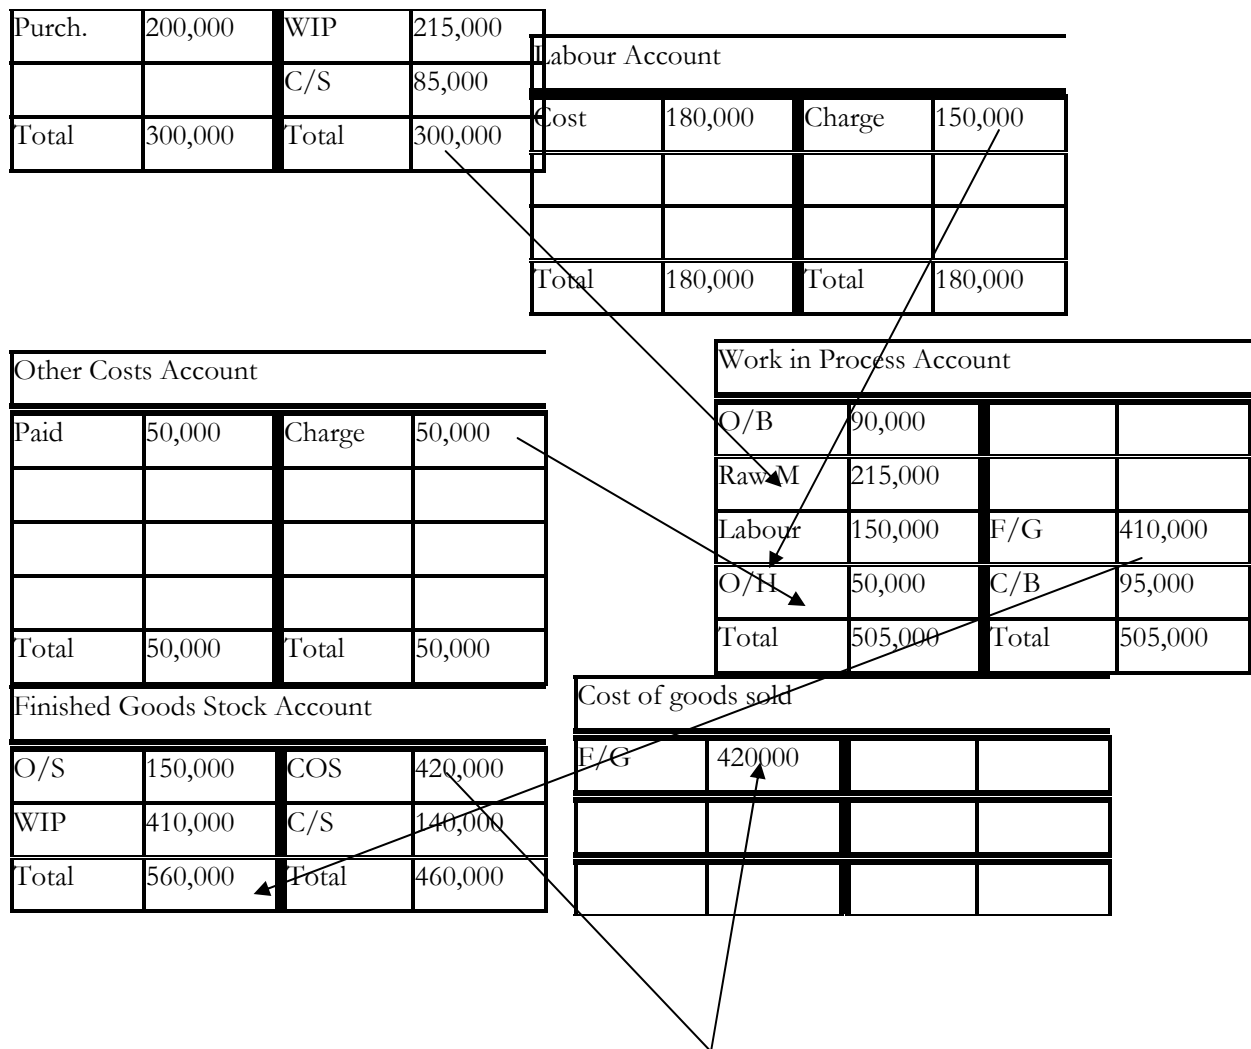 Purch. 200,000 WIP 215,000
C/S 85,000
Total 300,000 Total 300,000
Labour Account
Cost 180,000 Charge 150,000
Total 180,000 Total 180,000
Other Costs Account
Paid 50,000 Charge 50,000
Total 50,000 Total 50,000
Work in Process Account
O/B 90,000
Raw M 215,000
Labour 150,000 F/G 410,000
O/H 50,000 C/B 95,000
Total 505,000 Total 505,000
Finished Goods Stock Account
O/S 150,000 COS 420,000
WIP 410,000 C/S 140,000
Total 560,000 Total 460,000
Cost of goods sold
F/G 420000